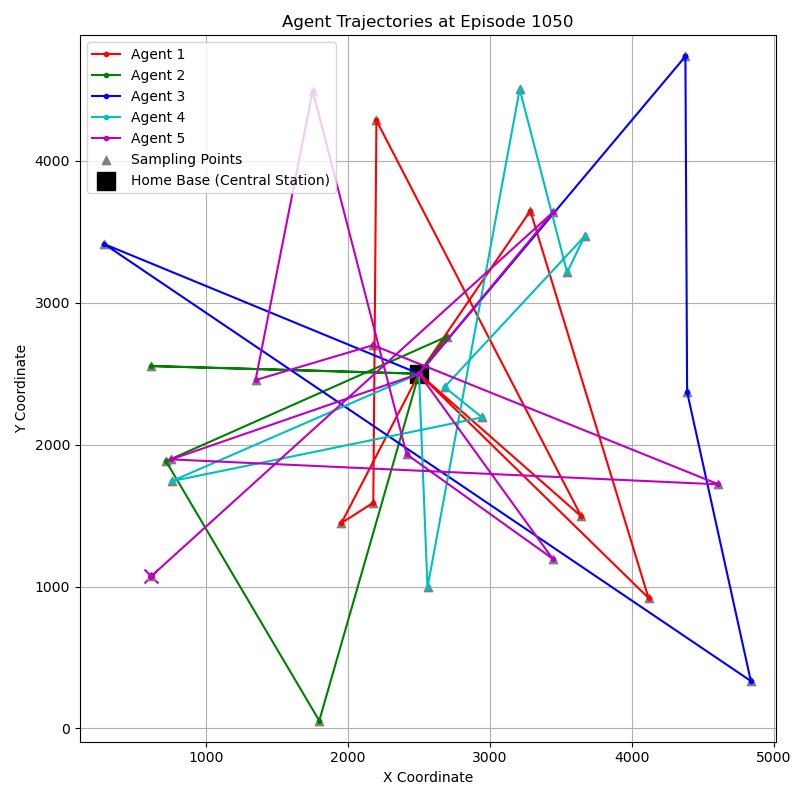 Agent Trajectories at Episode 1050
Agent 1
Agent 2
Agent 3
Agent 4
Agent 5
Sampling Points
Home Base (Central Station)
Y Coordinate
4000
3000
2000
1000
0
1000
2000
3000
4000
5000
X Coordinate